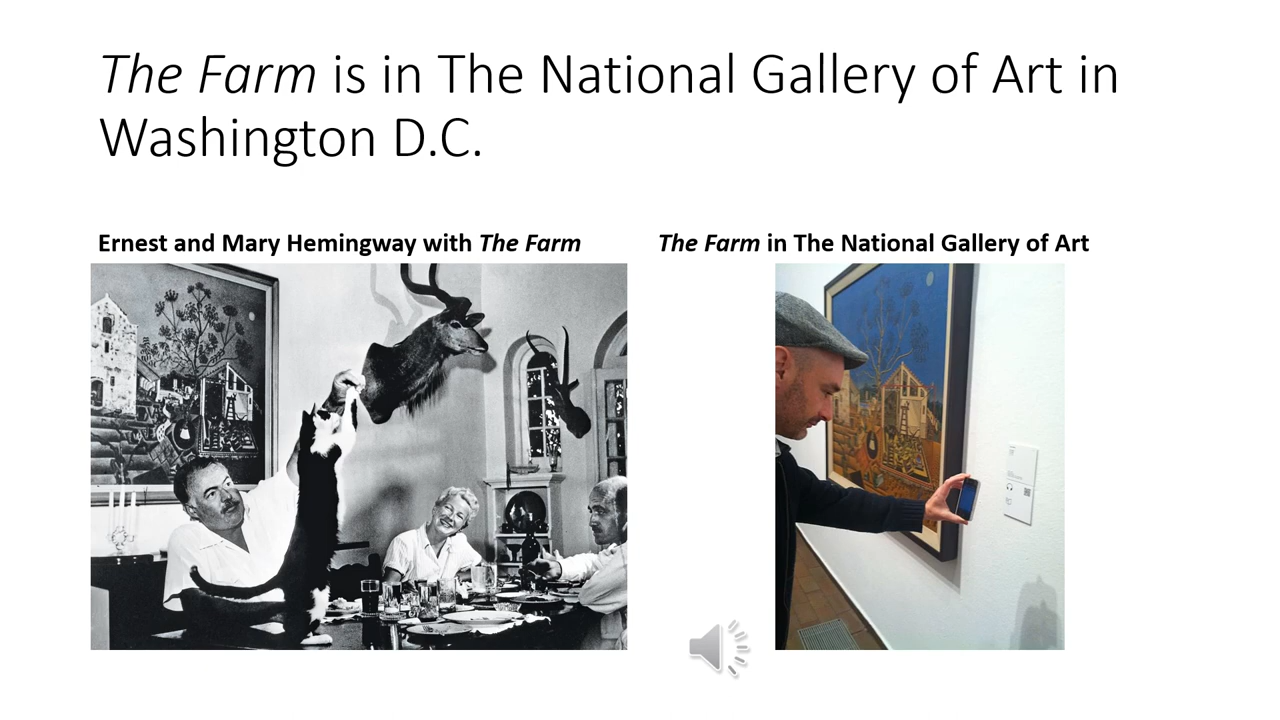 The Farm is in The National Gallery of Art in
Washington D.C.
Ernest and Mary Hemingway with The Farm
The Farm in The National Gallery of Art